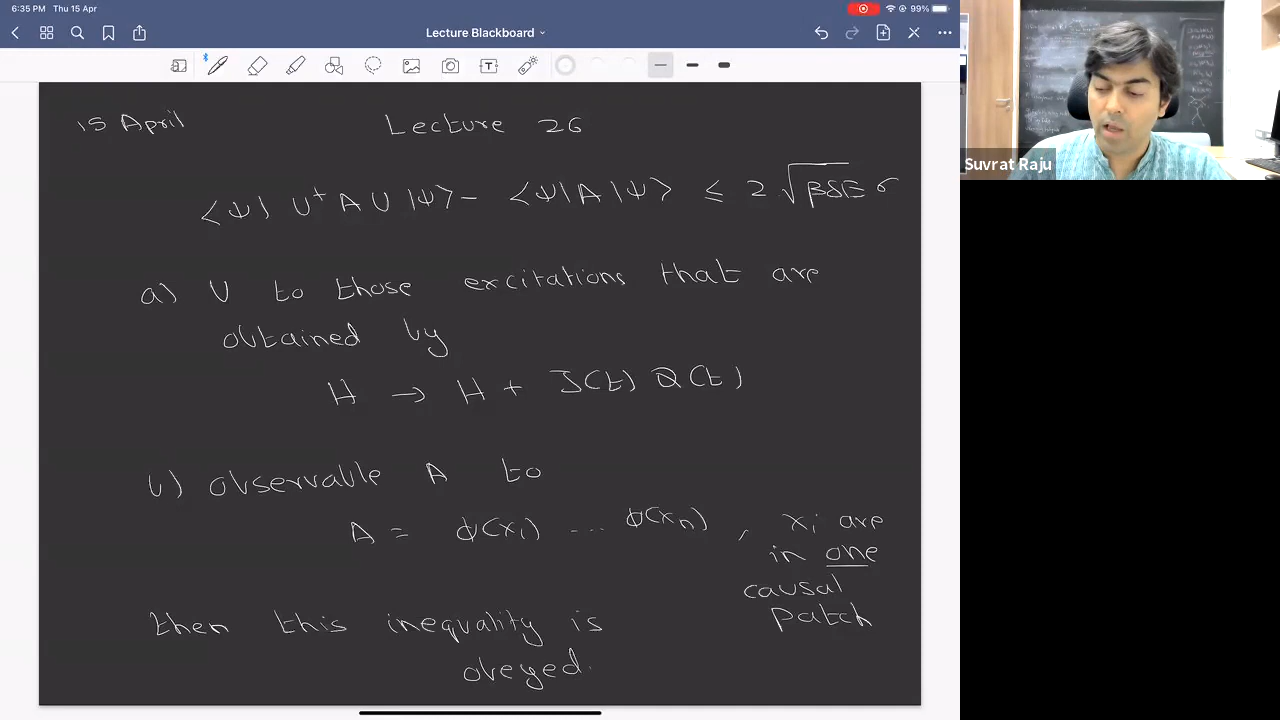 6:35 PM Thu 15 Apr
99%
Lecture Blackboard
15 April
Lecture 26
⟨Ψ| U† A U |Ψ⟩ - ⟨Ψ| A |Ψ⟩ ≤ 2 √βδE σ
a) U to those excitations that are
obtained by
H → H + J(t) Q(t)
b) observable A to
A = ϕ(x₁) ... ϕ(xₙ) , xᵢ are
in one
causal
patch
then this inequality is
obeyed.
Suvrat Raju